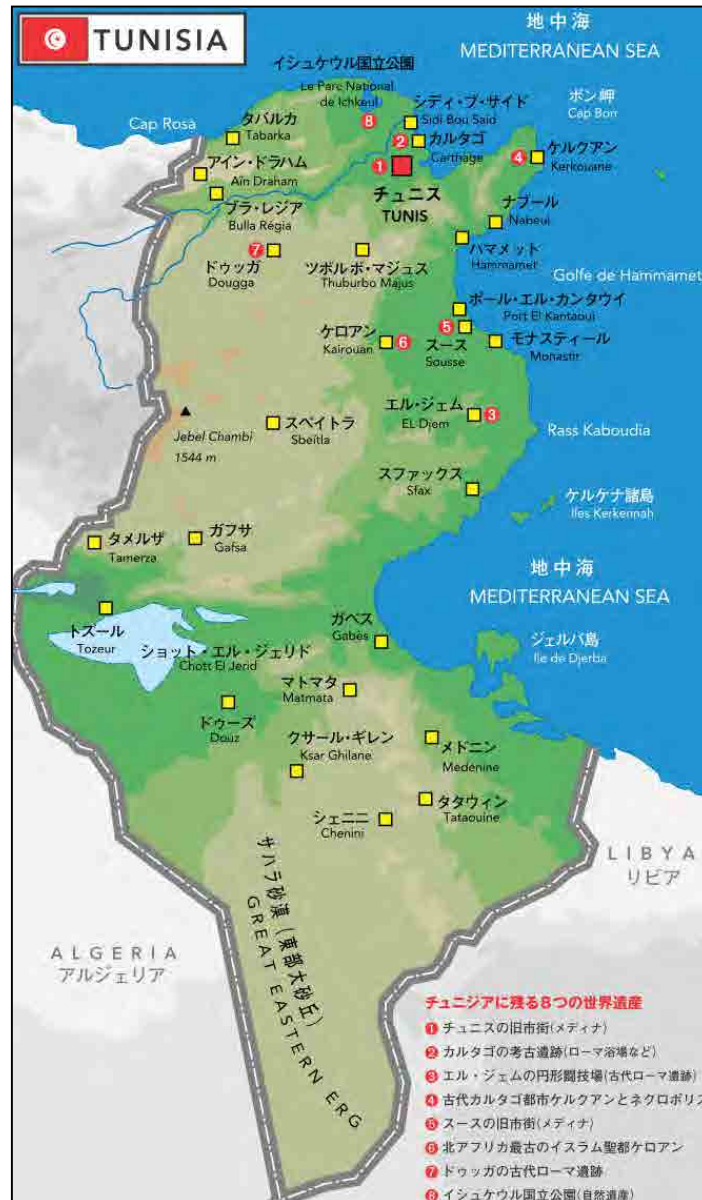 TUNISIA
地中海
MEDITERRANEAN SEA
イシュケウル国立公園
Le Parc National
de Ichkeul
8
シディ・ブ・サイド
Sidi Bou Said
ボン岬
Cap Bon
Cap Rosa
タバルカ
Tabarka
2
カルタゴ
Carthage
4
ケルクアン
Kerkouane
アイン・ドラハム
Aïn Draham
1
チュニス
TUNIS
ブラ・レジア
Bulla Régia
ナブール
Nabeul
ハマメット
Hammamet
7
ドゥッガ
Dougga
ツボルボ・マジュス
Thuburbo Majus
Golfe de Hammamet
ポール・エル・カンタウイ
Port El Kantaoui
5
スース
Sousse
ケロアン
Kairouan
6
モナスティール
Monastir
エル・ジェム
EL Djem
3
Jebel Chambi
1544 m
スベイトラ
Sbeïtla
Rass Kaboudia
スファックス
Sfax
ケルケナ諸島
Iles Kerkennah
タメルザ
Tamerza
ガフサ
Gafsa
地中海
MEDITERRANEAN SEA
トズール
Tozeur
ショット・エル・ジェリド
Chott El Jerid
ガベス
Gabès
ジェルバ島
Ile de Djerba
マトマタ
Matmata
ドゥーズ
Douz
クサール・ギレン
Ksar Ghilane
メドニン
Medenine
シェニニ
Chenini
タタウィン
Tataouine
サハラ砂漠（東部大砂丘）
GREAT EASTERN ERG
LIBYA
リビア
ALGERIA
アルジェリア
チュニジアに残る8つの世界遺産
1 チュニスの旧市街(メディナ)
2 カルタゴの考古遺跡(ローマ浴場など)
3 エル・ジェムの円形闘技場(古代ローマ遺跡)
4 古代カルタゴ都市ケルクアンとネクロポリス
5 スースの旧市街(メディナ)
6 北アフリカ最古のイスラム聖都ケロアン
7 ドゥッガの古代ローマ遺跡
8 イシュケウル国立公園(自然遺産)